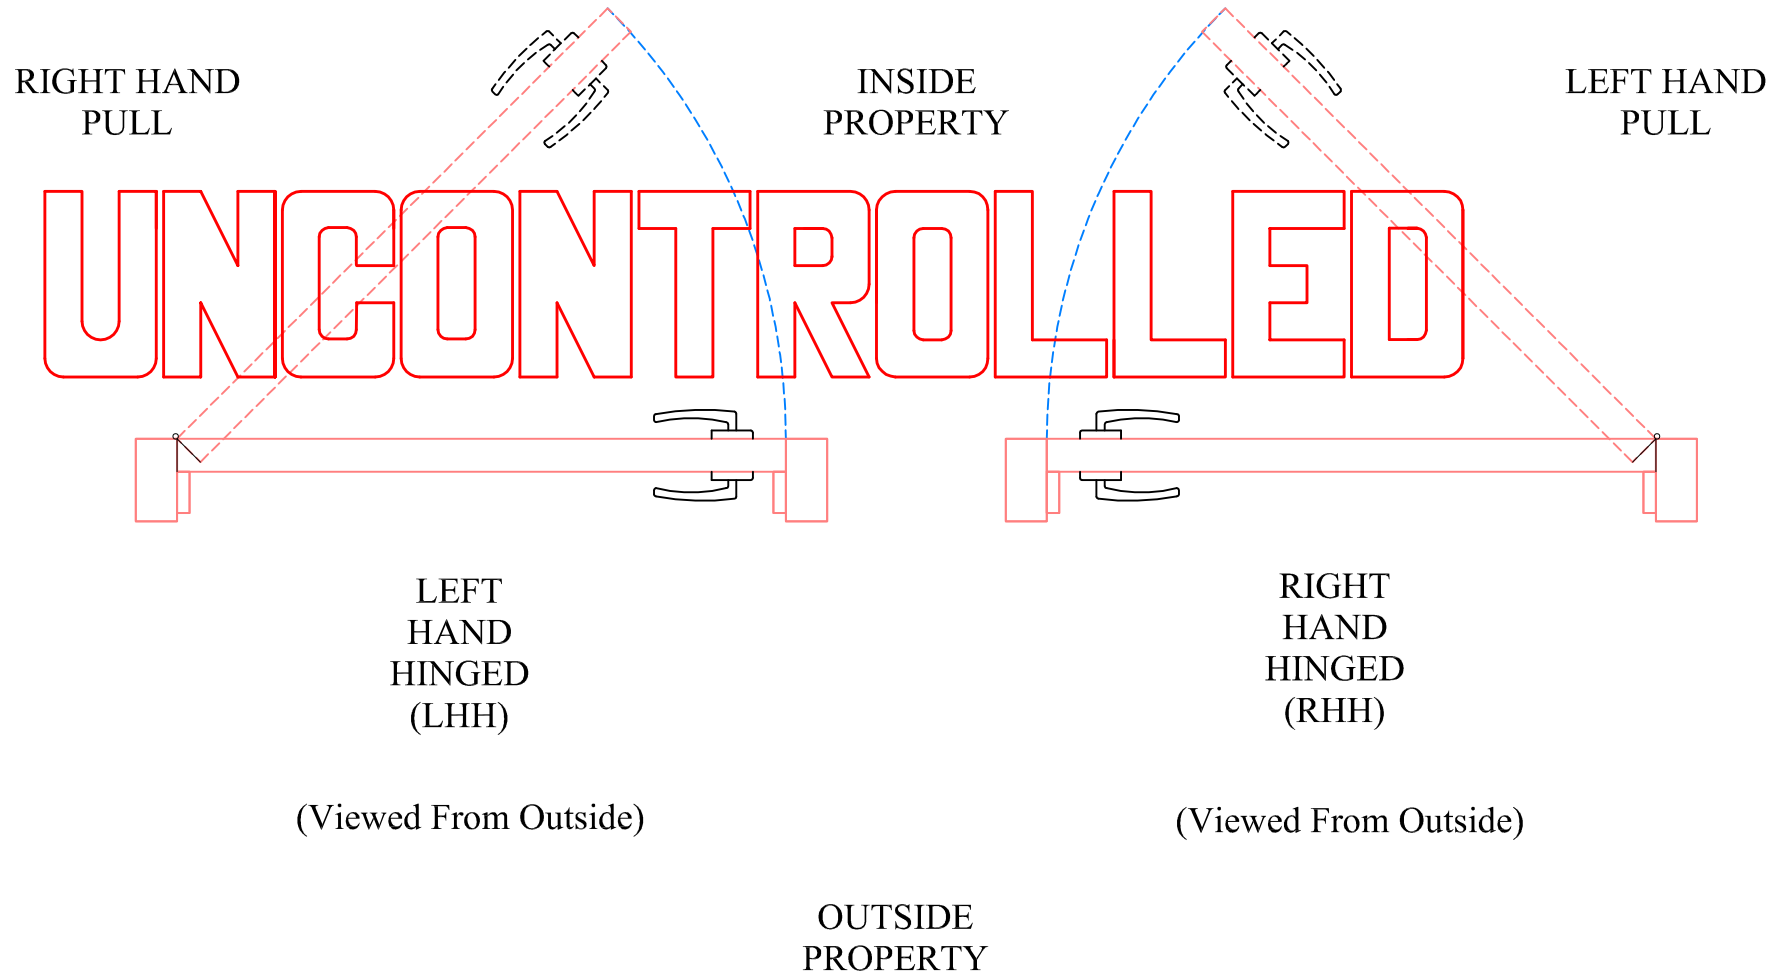 RIGHT HAND
PULL
INSIDE
PROPERTY
LEFT HAND
PULL
UNCONTROLLED
LEFT
HAND
HINGED
(LHH)
RIGHT
HAND
HINGED
(RHH)
(Viewed From Outside)
(Viewed From Outside)
OUTSIDE
PROPERTY